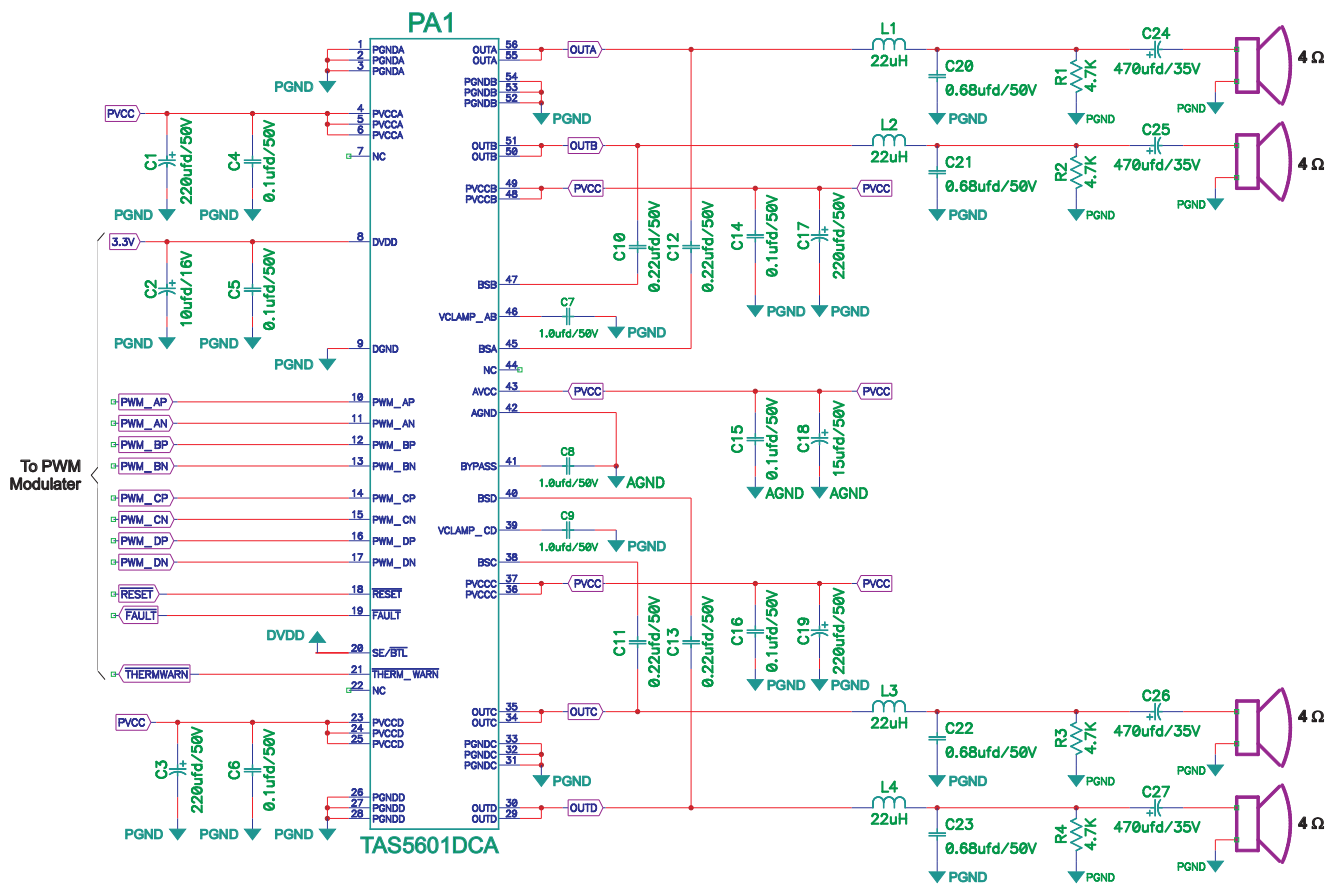 PA1
1 PGNDA
2 PGNDA
3 PGNDA
PGND
PVCC
4 PVCCA
5 PVCCA
6 PVCCA
7 NC
C1
220ufd/50V
C4
0.1ufd/50V
PGND PGND
3.3V
8 DVDD
C2
10ufd/16V
C5
0.1ufd/50V
PGND PGND
9 DGND
PGND
To PWM
Modulater
PWM_AP 10 PWM_AP
PWM_AN 11 PWM_AN
PWM_BP 12 PWM_BP
PWM_BN 13 PWM_BN
PWM_CP 14 PWM_CP
PWM_CN 15 PWM_CN
PWM_DP 16 PWM_DP
PWM_DN 17 PWM_DN
RESET 18 RESET
FAULT 19 FAULT
DVDD
20 SE/BTL
THERMWARN 21 THERM_WARN
22 NC
PVCC
23 PVCCD
24 PVCCD
25 PVCCD
C3
220ufd/50V
C6
0.1ufd/50V
26 PGNDD
27 PGNDD
28 PGNDD
PGND PGND PGND
TAS5601DCA
OUTA 56
OUTA 55
OUTA
PGNDB 54
PGNDB 53
PGNDB 52
PGND
OUTB 51
OUTB 50
OUTB
PVCCB 49
PVCCB 48
PVCC
PVCC
C10
0.22ufd/50V
C12
0.22ufd/50V
C14
0.1ufd/50V
C17
220ufd/50V
BSB 47
PGND PGND
VCLAMP_AB 46
C7
1.0ufd/50V
PGND
BSA 45
NC 44
AVCC 43
PVCC
PVCC
AGND 42
C15
0.1ufd/50V
C18
15ufd/50V
BYPASS 41
C8
1.0ufd/50V
AGND
AGND AGND
BSD 40
VCLAMP_CD 39
C9
1.0ufd/50V
PGND
BSC 38
PVCCC 37
PVCCC 36
PVCC
PVCC
C11
0.22ufd/50V
C13
0.22ufd/50V
C16
0.1ufd/50V
C19
220ufd/50V
PGND PGND
OUTC 35
OUTC 34
OUTC
PGNDC 33
PGNDC 32
PGNDC 31
PGND
OUTD 30
OUTD 29
OUTD
L1
22uH
C20
0.68ufd/50V
PGND
R1
4.7K
PGND
C24
470ufd/35V
PGND
4 Ω
L2
22uH
C21
0.68ufd/50V
PGND
R2
4.7K
PGND
C25
470ufd/35V
PGND
4 Ω
L3
22uH
C22
0.68ufd/50V
PGND
R3
4.7K
PGND
C26
470ufd/35V
PGND
4 Ω
L4
22uH
C23
0.68ufd/50V
PGND
R4
4.7K
PGND
C27
470ufd/35V
PGND
4 Ω